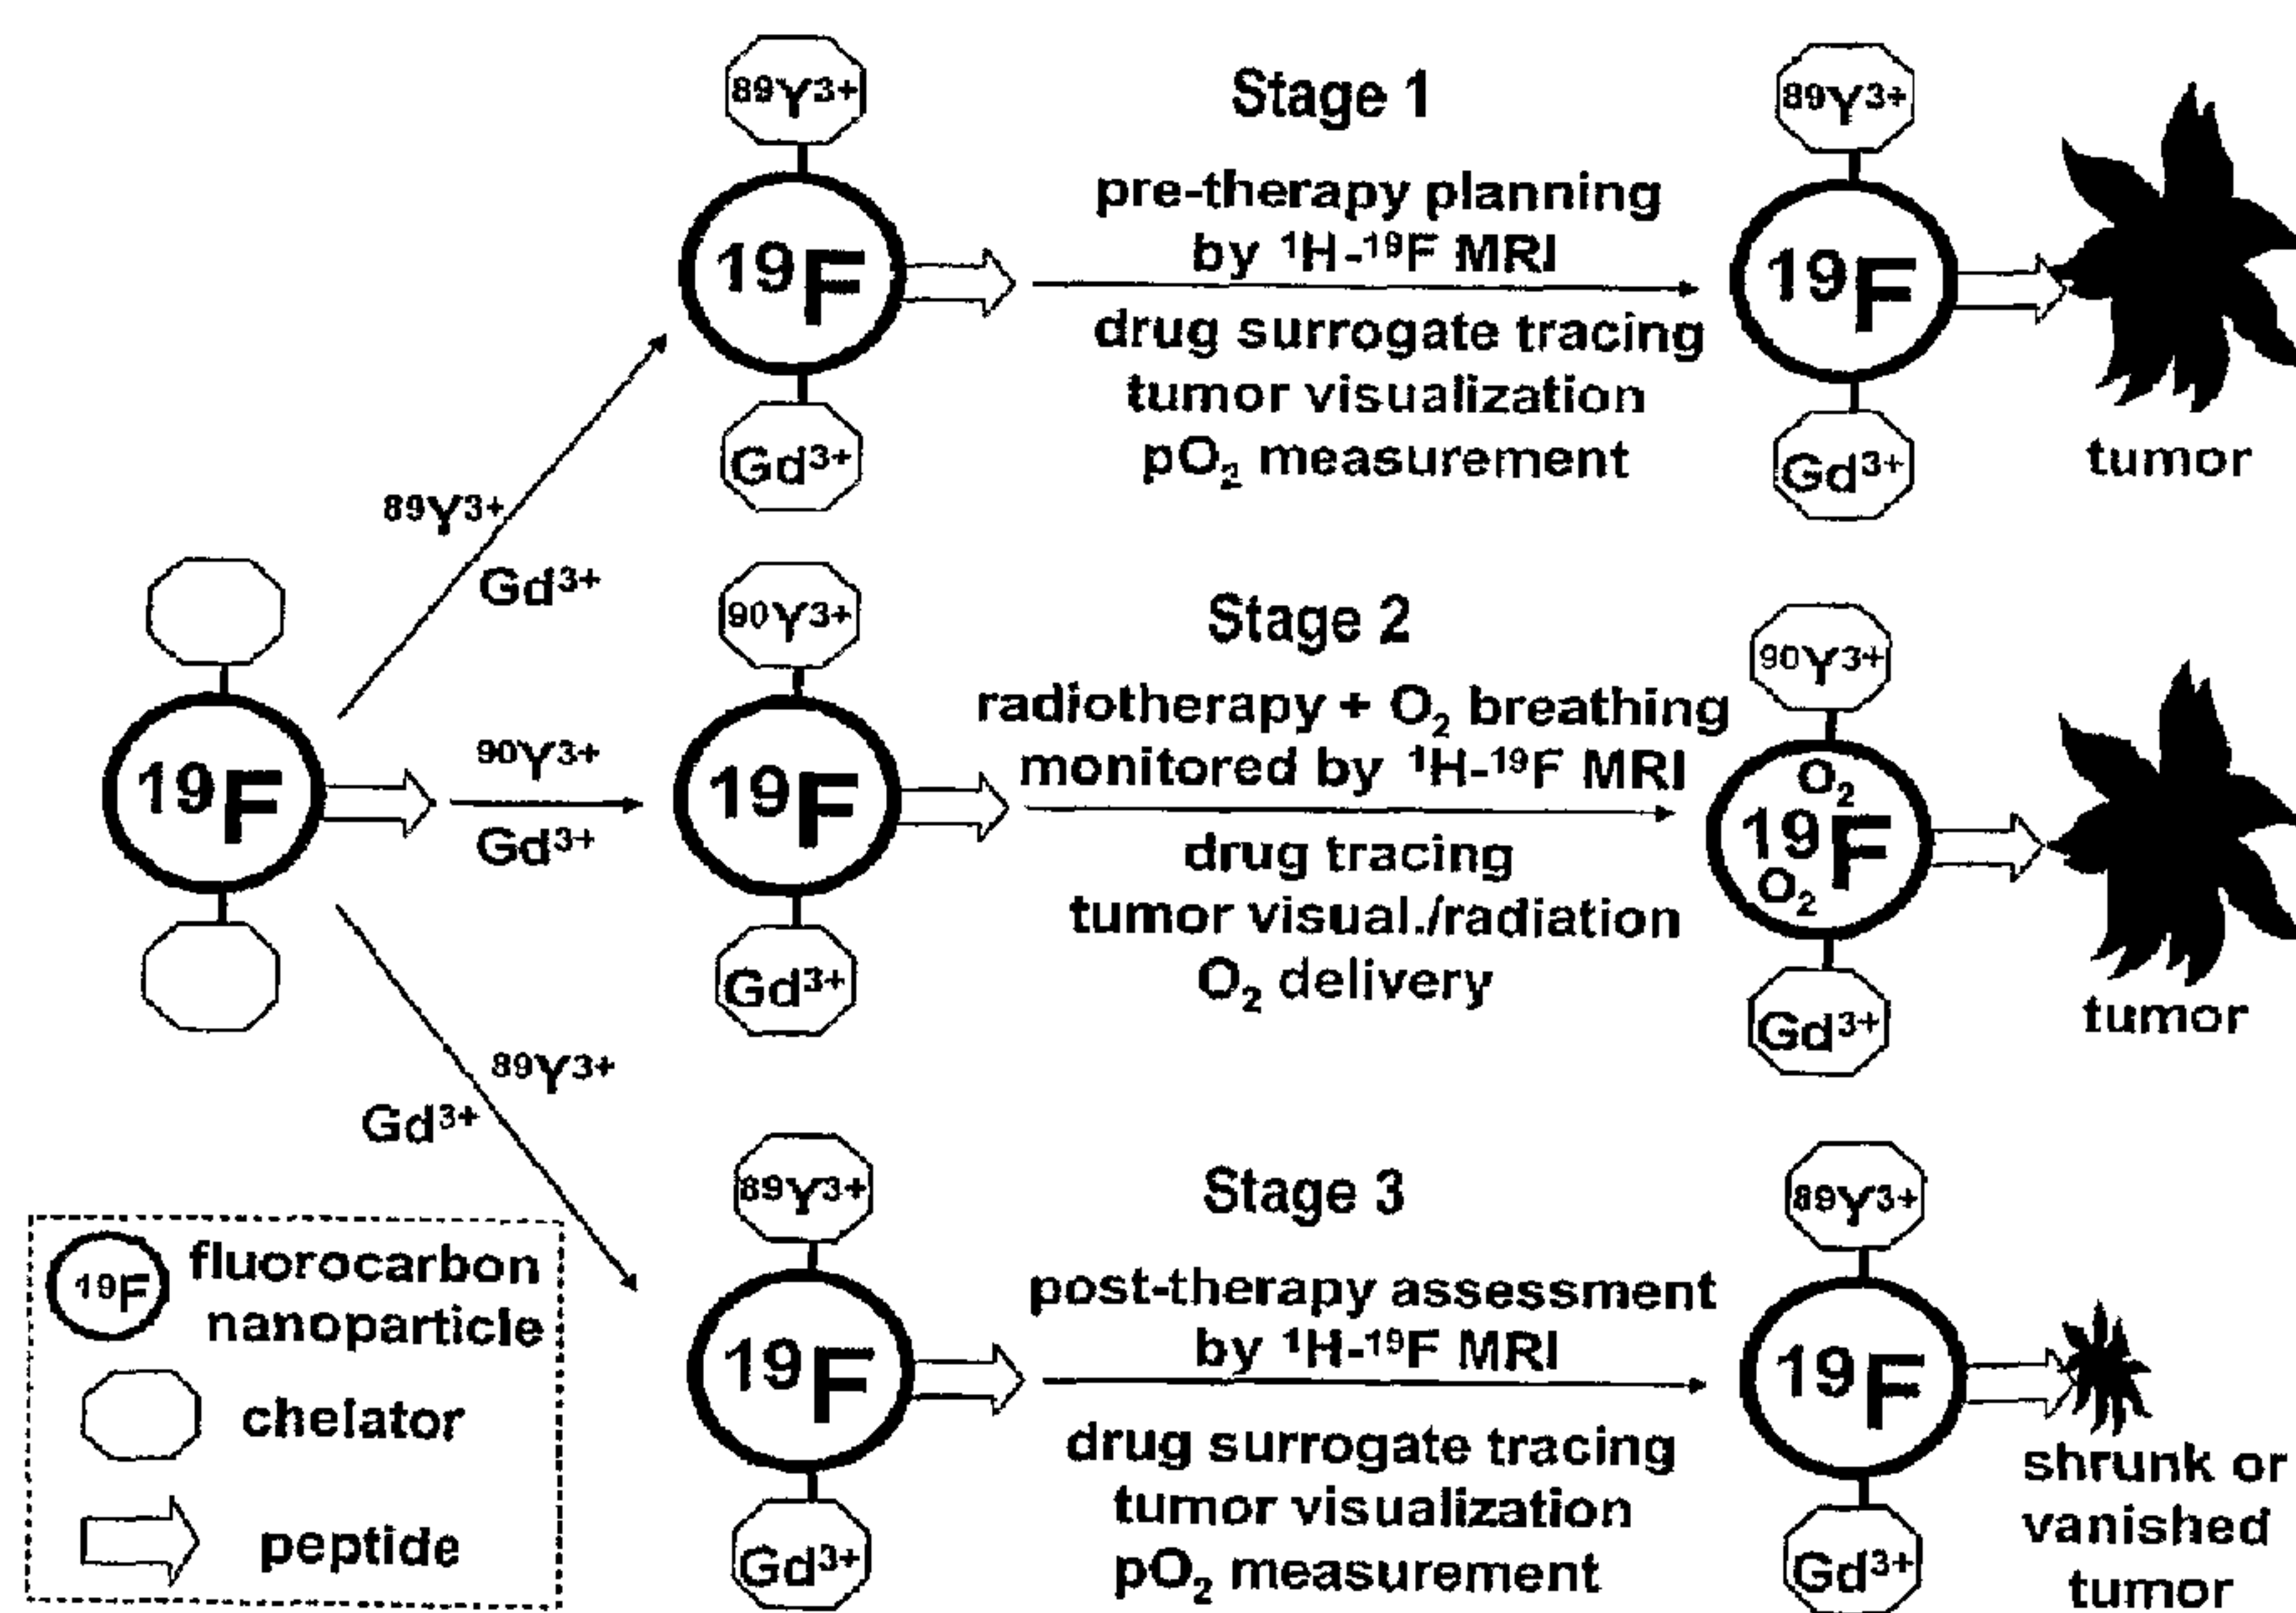 ⁸⁹Y³⁺
¹⁹F
Gd³⁺
Stage 1
pre-therapy planning
by ¹H-¹⁹F MRI
drug surrogate tracing
tumor visualization
pO₂ measurement
⁸⁹Y³⁺
¹⁹F
Gd³⁺
tumor
⁸⁹Y³⁺
Gd³⁺
¹⁹F
⁹⁰Y³⁺
Gd³⁺
⁹⁰Y³⁺
¹⁹F
Gd³⁺
Stage 2
radiotherapy + O₂ breathing
monitored by ¹H-¹⁹F MRI
drug tracing
tumor visual./radiation
O₂ delivery
⁹⁰Y³⁺
O₂
¹⁹F
O₂
Gd³⁺
tumor
⁸⁹Y³⁺
Gd³⁺
⁸⁹Y³⁺
¹⁹F
Gd³⁺
Stage 3
post-therapy assessment
by ¹H-¹⁹F MRI
drug surrogate tracing
tumor visualization
pO₂ measurement
⁸⁹Y³⁺
¹⁹F
Gd³⁺
shrunk or
vanished
tumor
¹⁹F fluorocarbon
nanoparticle
chelator
peptide